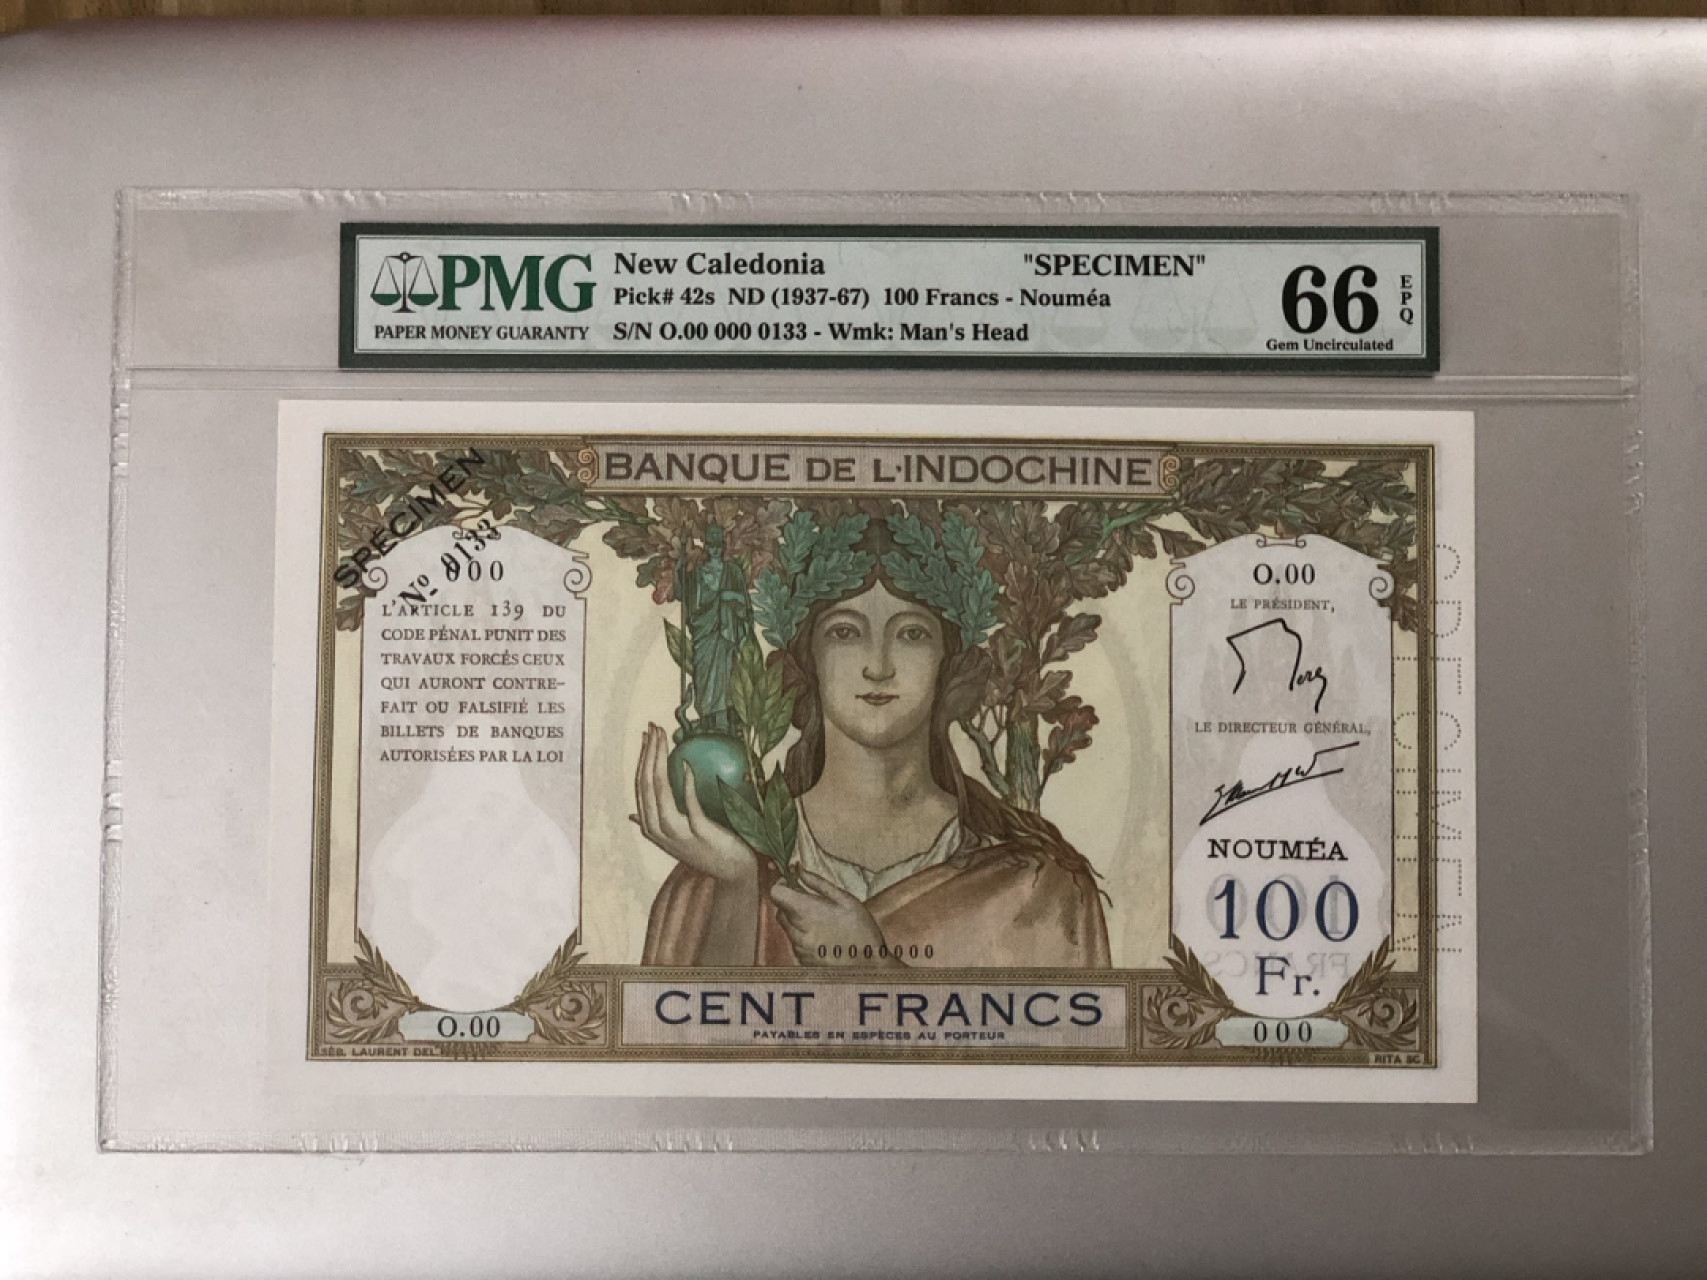 PMG
PAPER MONEY GUARANTY
New Caledonia "SPECIMEN"
Pick# 42s ND (1937-67) 100 Francs - Nouméa
S/N O.00 000 0133 - Wmk: Man's Head
66
EPQ
Gem Uncirculated
BANQUE DE L'INDOCHINE
SPECIMEN
No 0133
000
L'ARTICLE 139 DU
CODE PÉNAL PUNIT DES
TRAVAUX FORCÉS CEUX
QUI AURONT CONTRE-
FAIT OU FALSIFIÉ LES
BILLETS DE BANQUES
AUTORISÉES PAR LA LOI
O.00
O.00
LE PRÉSIDENT,
LE DIRECTEUR GÉNÉRAL,
NOUMÉA
100
Fr.
000
SPECIMEN
00000000
CENT FRANCS
PAYABLES EN ESPÈCES AU PORTEUR
SÉB. LAURENT DEL.
RITA SC.